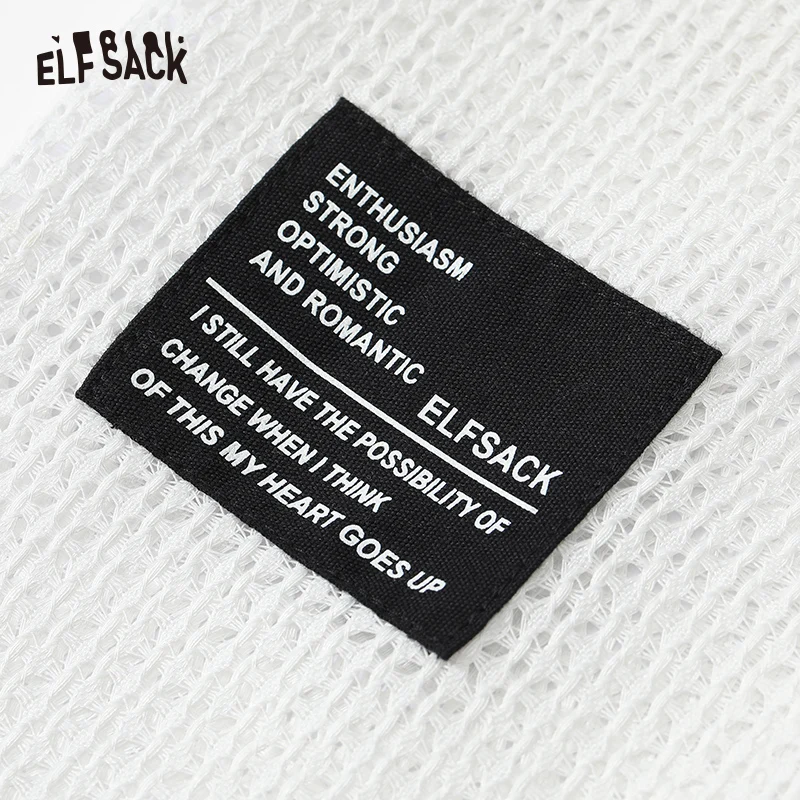 ELFSACK
ENTHUSIASM
STRONG
OPTIMISTIC
AND ROMANTIC
ELFSACK
I STILL HAVE THE POSSIBILITY OF
CHANGE WHEN I THINK
OF THIS MY HEART GOES UP